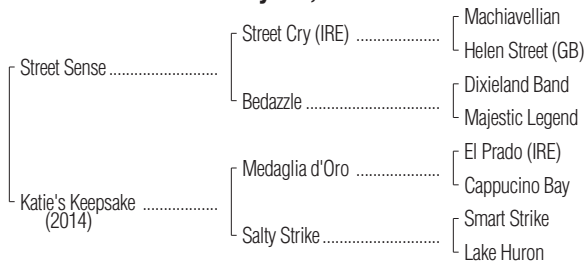 Street Cry (IRE) ....................
Machiavellian
Helen Street (GB)
Street Sense ..........................
Bedazzle ................................
Dixieland Band
Majestic Legend
Medaglia d'Oro ....................
El Prado (IRE)
Cappucino Bay
Katie's Keepsake ..................
(2014)
Salty Strike .............................
Smart Strike
Lake Huron